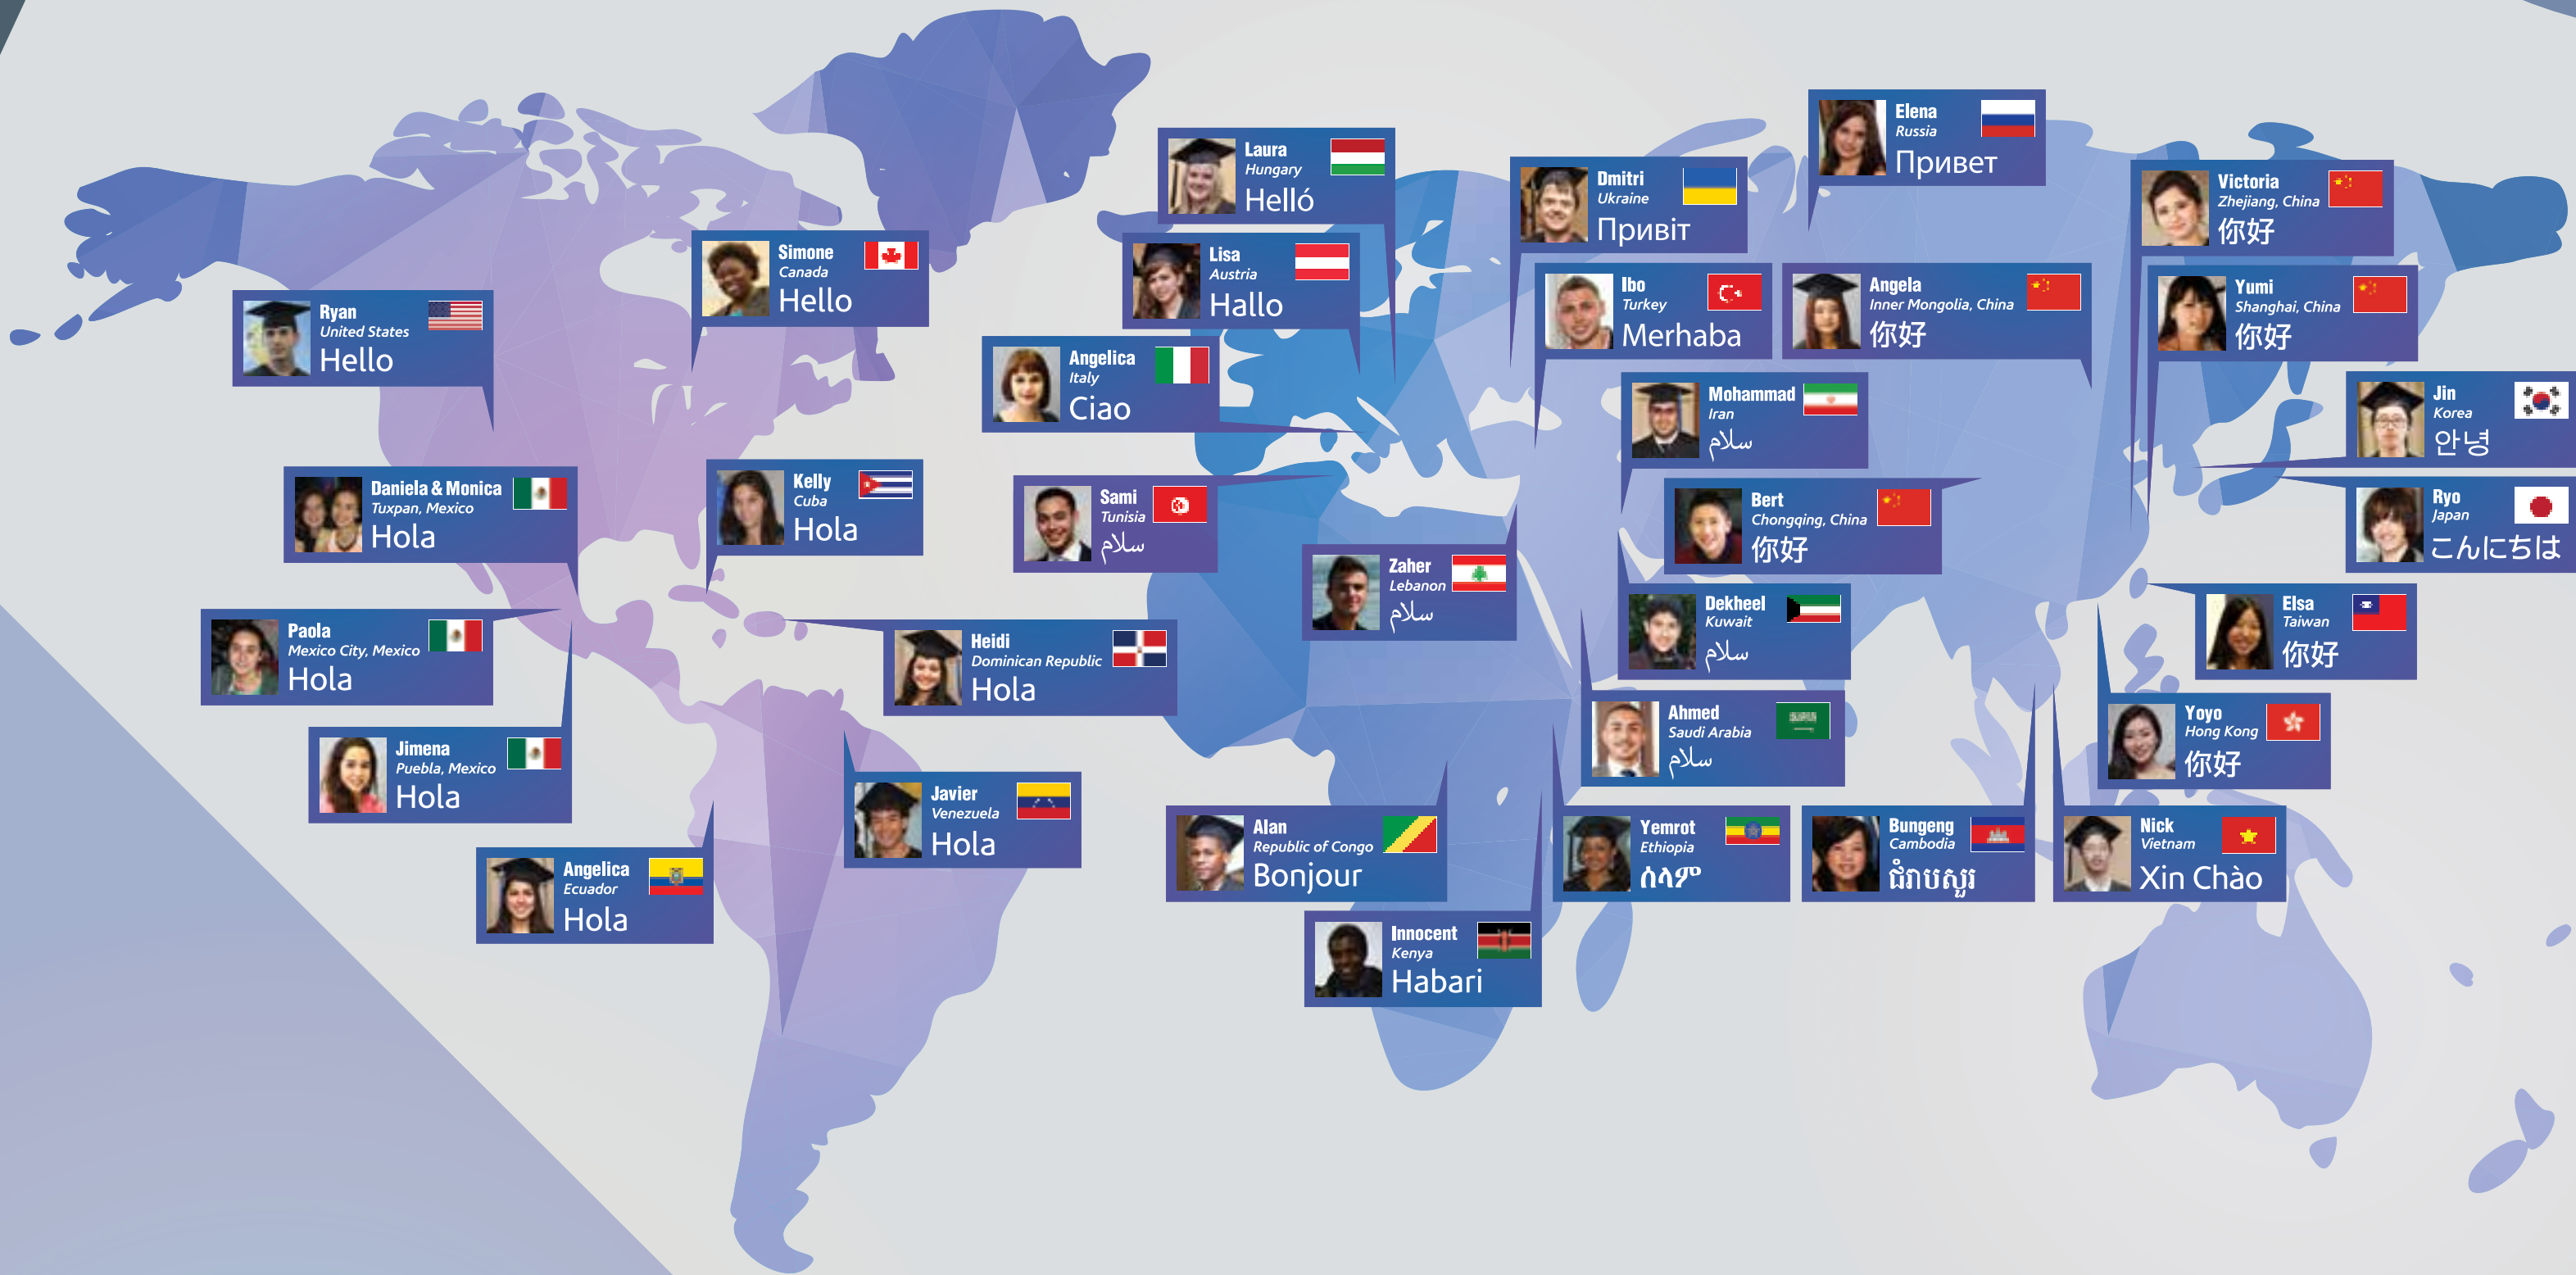 Elena
Russia
Привет
Laura
Hungary
Helló
Dmitri
Ukraine
Привіт
Victoria
Zhejiang, China
你好
Simone
Canada
Hello
Lisa
Austria
Hallo
Ibo
Turkey
Merhaba
Angela
Inner Mongolia, China
你好
Yumi
Shanghai, China
你好
Ryan
United States
Hello
Angelica
Italy
Ciao
Mohammad
Iran
سلام
Jin
Korea
안녕
Daniela & Monica
Tuxpan, Mexico
Hola
Kelly
Cuba
Hola
Sami
Tunisia
سلام
Bert
Chongqing, China
你好
Ryo
Japan
こんにちは
Zaher
Lebanon
سلام
Dekheel
Kuwait
سلام
Elsa
Taiwan
你好
Paola
Mexico City, Mexico
Hola
Heidi
Dominican Republic
Hola
Ahmed
Saudi Arabia
سلام
Yoyo
Hong Kong
你好
Jimena
Puebla, Mexico
Hola
Javier
Venezuela
Hola
Alan
Republic of Congo
Bonjour
Yemrot
Ethiopia
ሰላም
Bungeng
Cambodia
ជំរាបសួរ
Nick
Vietnam
Xin Chào
Angelica
Ecuador
Hola
Innocent
Kenya
Habari